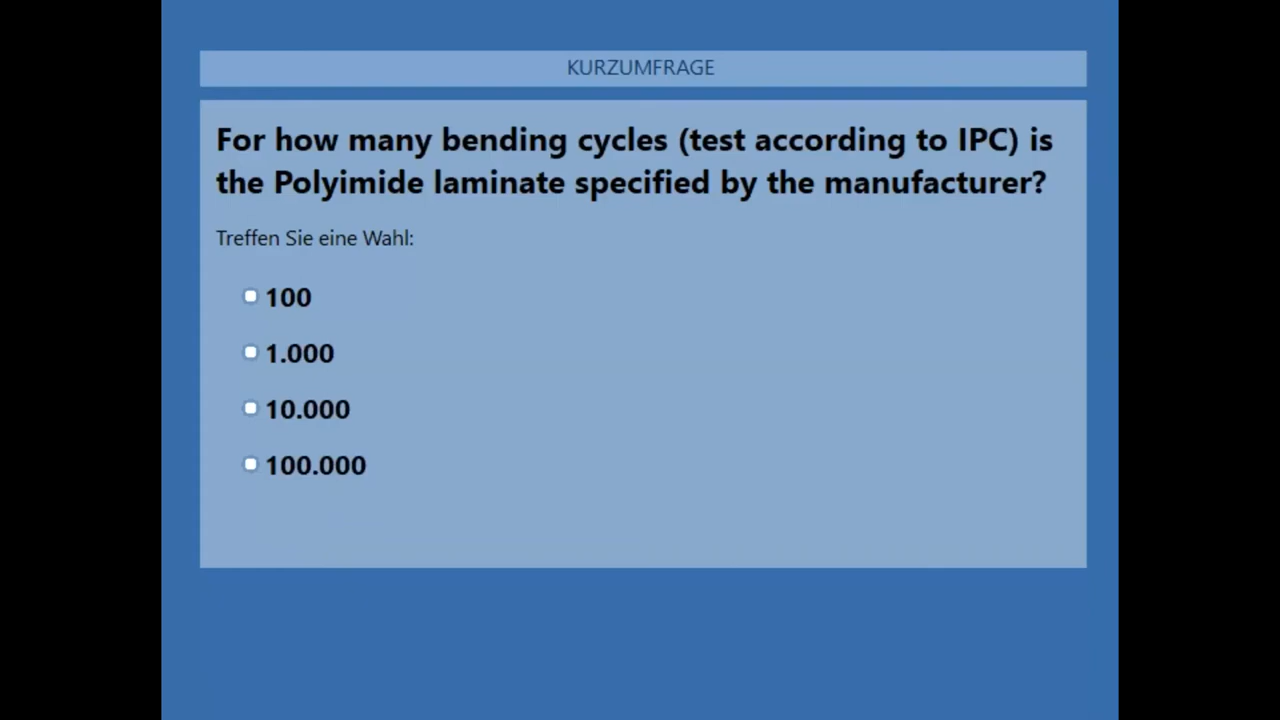 KURZUMFRAGE
For how many bending cycles (test according to IPC) is
the Polyimide laminate specified by the manufacturer?
Treffen Sie eine Wahl:
100
1.000
10.000
100.000